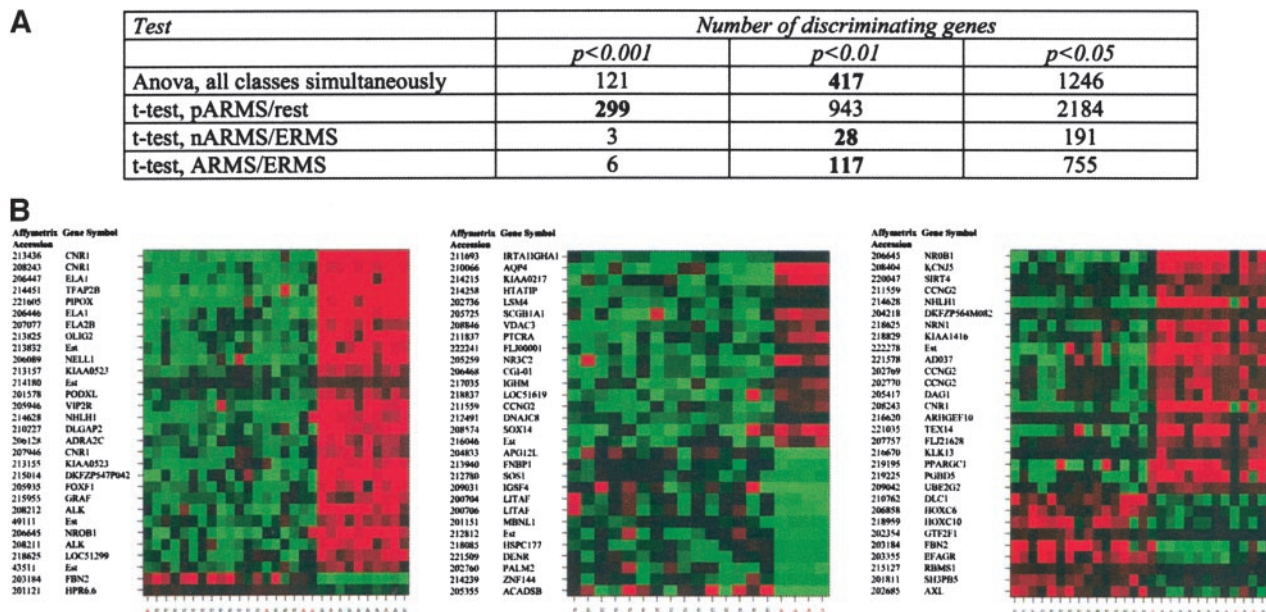 A
Test Number of discriminating genes
p<0.001 p<0.01 p<0.05
Anova, all classes simultaneously 121 417 1246
t-test, pARMS/rest 299 943 2184
t-test, nARMS/ERMS 3 28 191
t-test, ARMS/ERMS 6 117 755
B
Affymetrix Gene Symbol
Accession
213436 CNR1
208243 CNR1
206447 ELA1
214451 TFAP2B
221605 PIPOX
206446 ELA1
207077 ELA2B
213825 OLIG2
213832 Est
206089 NELL1
213157 KIAA0523
214180 Est
201578 PODXL
205946 VIP2R
214628 NHLH1
210227 DLGAP2
206128 ADRA2C
207946 CNR1
213155 KIAA0523
215014 DKFZP547P042
205935 FOXF1
215955 GRAF
208212 ALK
49111 Est
206645 NROB1
208211 ALK
218625 LOC51299
43511 Est
203184 FBN2
201121 HPR6.6
Affymetrix Gene Symbol
Accession
211693 IRTA1IGHA1
210066 AQP4
214215 KIAA0217
214258 HTATIP
202736 LSM4
205725 SCGB1A1
208846 VDAC3
211837 PTCRA
222241 FLJ00001
205259 NR3C2
206468 CGI-01
217035 IGHM
218837 LOC51619
211559 CCNG2
212491 DNAJC8
208574 SOX14
216046 Est
204833 APG12L
213940 FNBP1
212780 SOS1
209031 IGSF4
200704 LITAF
200706 LITAF
201151 MBNL1
212812 Est
218085 HSPC177
221509 DENR
202760 PALM2
214239 ZNF144
205355 ACADSB
Affymetrix Gene Symbol
Accession
206645 NR0B1
208404 KCNJ5
220047 SIRT4
211559 CCNG2
214628 NHLH1
204218 DKFZP564M082
218625 NRN1
218829 KIAA1416
222278 Est
221578 AD037
202769 CCNG2
202770 CCNG2
205417 DAG1
208243 CNR1
216620 ARHGEF10
221035 TEX14
207757 FLJ21628
216670 KLK13
219195 PPARGC1
219225 PGBD5
209042 UBE2G2
210762 DLC1
206858 HOXC6
218959 HOXC10
202354 GTF2F1
203184 FBN2
203355 EFAGR
215127 RBMS1
201811 SH3PB5
202685 AXL